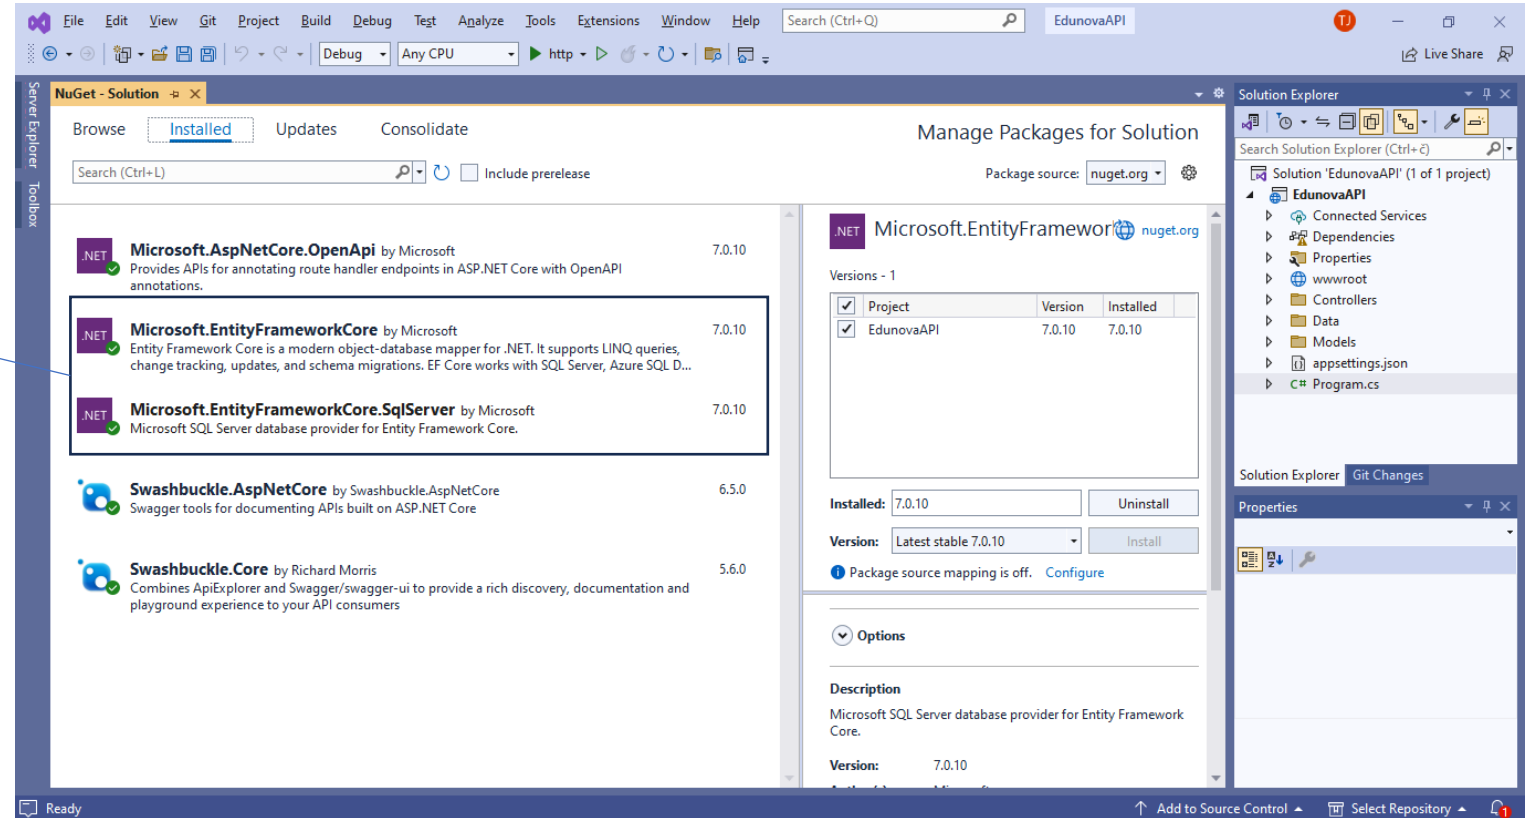 File Edit View Git Project Build Debug Test Analyze Tools Extensions Window Help Search (Ctrl+Q) EdunovaAPI TJ
Debug Any CPU http Live Share
Server Explorer
Toolbox
NuGet - Solution
Browse Installed Updates Consolidate
Manage Packages for Solution
Search (Ctrl+L) Include prerelease
Package source: nuget.org
.NET
Microsoft.AspNetCore.OpenApi by Microsoft 7.0.10
Provides APIs for annotating route handler endpoints in ASP.NET Core with OpenAPI
annotations.
.NET
Microsoft.EntityFrameworkCore by Microsoft 7.0.10
Entity Framework Core is a modern object-database mapper for .NET. It supports LINQ queries,
change tracking, updates, and schema migrations. EF Core works with SQL Server, Azure SQL D...
.NET
Microsoft.EntityFrameworkCore.SqlServer by Microsoft 7.0.10
Microsoft SQL Server database provider for Entity Framework Core.
Swashbuckle.AspNetCore by Swashbuckle.AspNetCore 6.5.0
Swagger tools for documenting APIs built on ASP.NET Core
Swashbuckle.Core by Richard Morris 5.6.0
Combines ApiExplorer and Swagger/swagger-ui to provide a rich discovery, documentation and
playground experience to your API consumers
.NET Microsoft.EntityFramewor nuget.org
Versions - 1
Project Version Installed
EdunovaAPI 7.0.10 7.0.10
Installed: 7.0.10 Uninstall
Version: Latest stable 7.0.10 Install
Package source mapping is off. Configure
Options
Description
Microsoft SQL Server database provider for Entity Framework
Core.
Version: 7.0.10
Solution Explorer
Search Solution Explorer (Ctrl+č)
Solution 'EdunovaAPI' (1 of 1 project)
EdunovaAPI
Connected Services
Dependencies
Properties
wwwroot
Controllers
Data
Models
appsettings.json
C# Program.cs
Solution Explorer Git Changes
Properties
Ready
Add to Source Control Select Repository 1